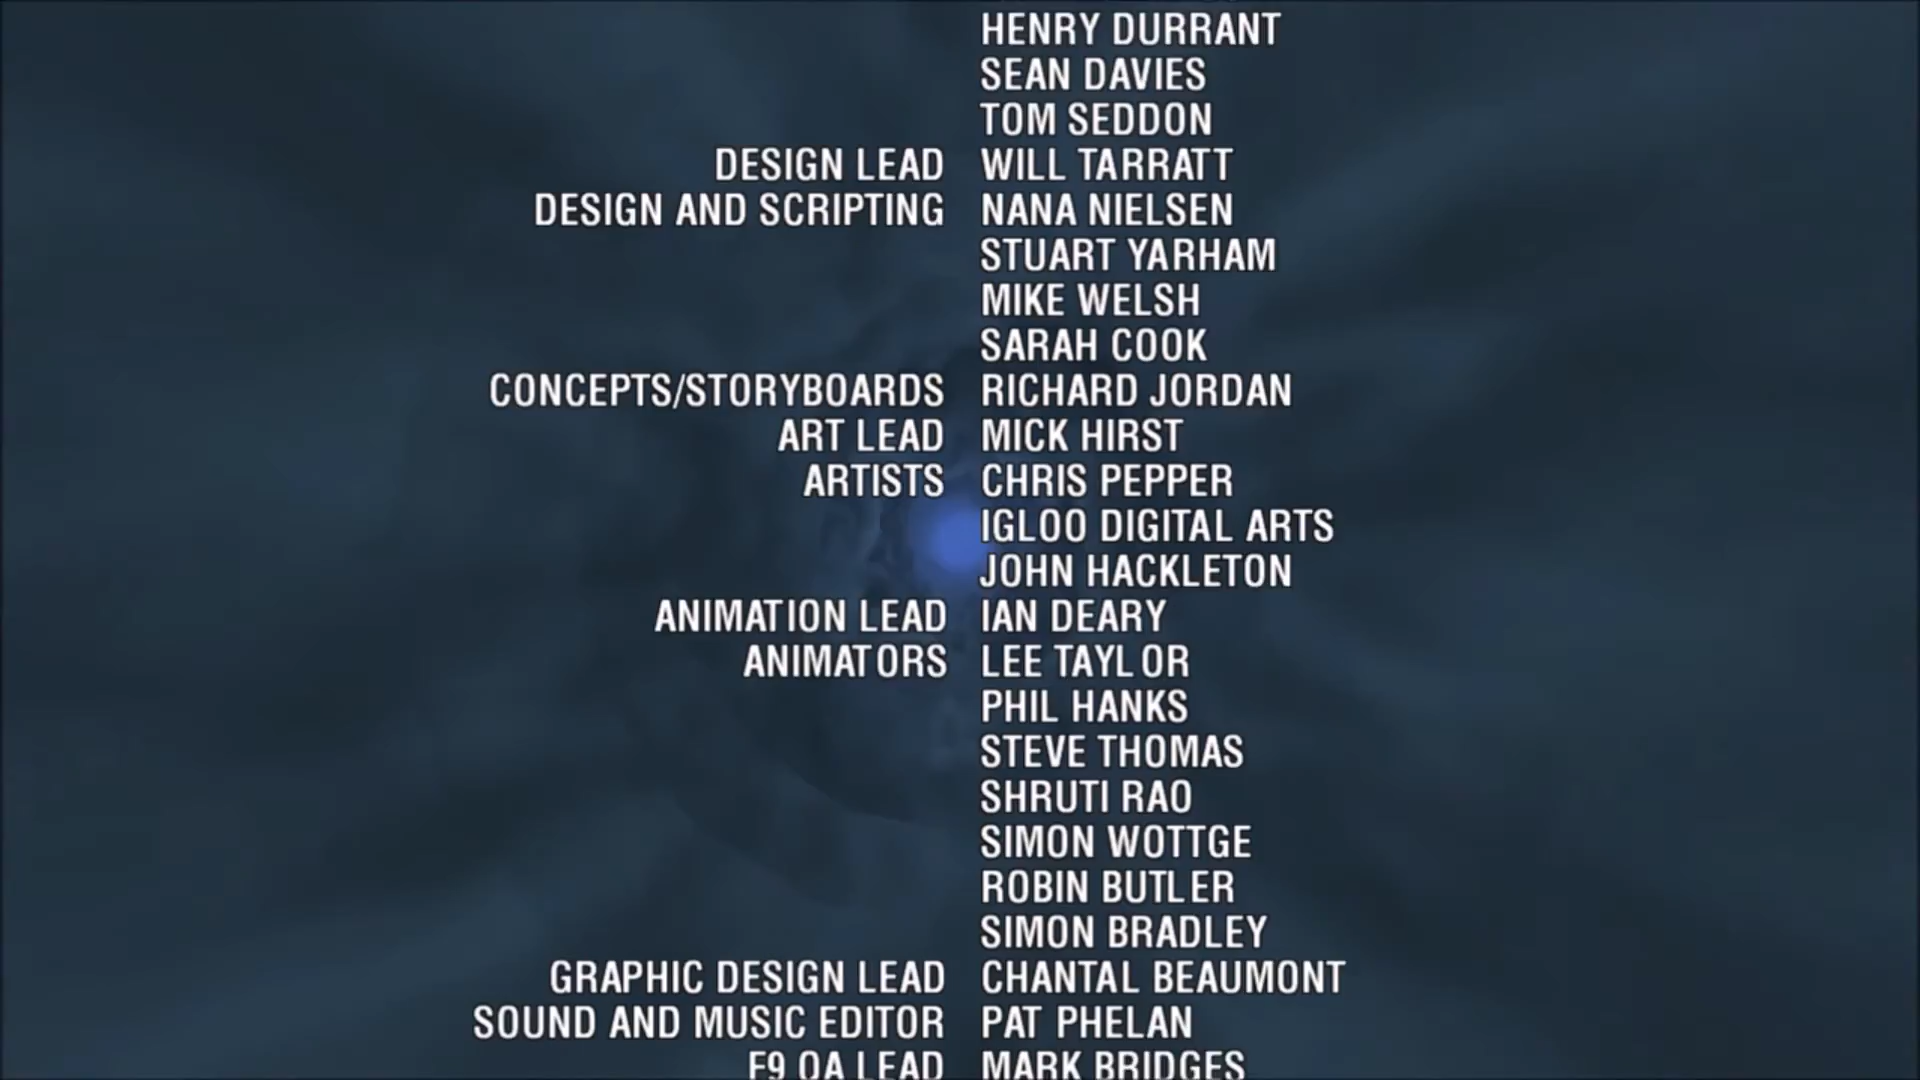 HENRY DURRANT
SEAN DAVIES
TOM SEDDON
DESIGN LEAD WILL TARRATT
DESIGN AND SCRIPTING NANA NIELSEN
STUART YARHAM
MIKE WELSH
SARAH COOK
CONCEPTS/STORYBOARDS RICHARD JORDAN
ART LEAD MICK HIRST
ARTISTS CHRIS PEPPER
IGLOO DIGITAL ARTS
JOHN HACKLETON
ANIMATION LEAD IAN DEARY
ANIMATORS LEE TAYLOR
PHIL HANKS
STEVE THOMAS
SHRUTI RAO
SIMON WOTTGE
ROBIN BUTLER
SIMON BRADLEY
GRAPHIC DESIGN LEAD CHANTAL BEAUMONT
SOUND AND MUSIC EDITOR PAT PHELAN
F9 QA LEAD MARK BRIDGES